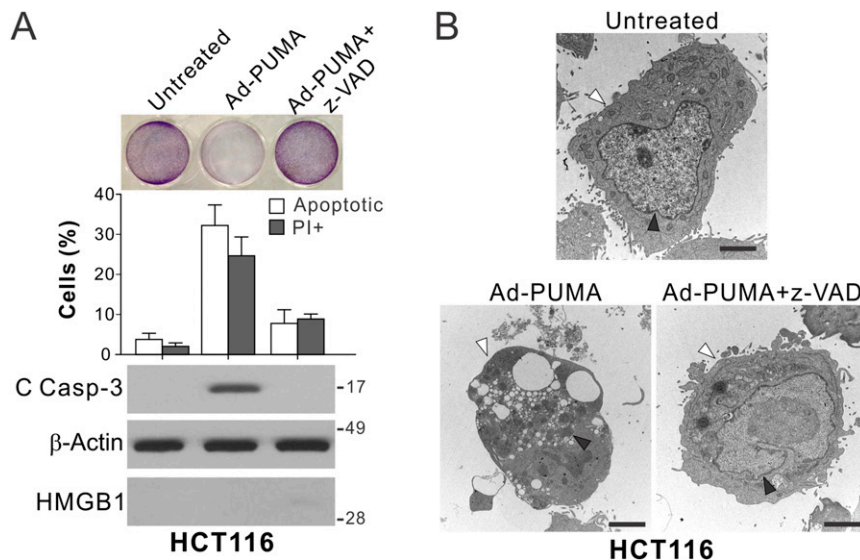 A
Untreated
Ad-PUMA
Ad-PUMA+
z-VAD
40
30
20
10
0
Cells (%)
Apoptotic
PI+
C Casp-3
-17
β-Actin
-49
HMGB1
-28
HCT116
B
Untreated
Ad-PUMA
Ad-PUMA+z-VAD
HCT116